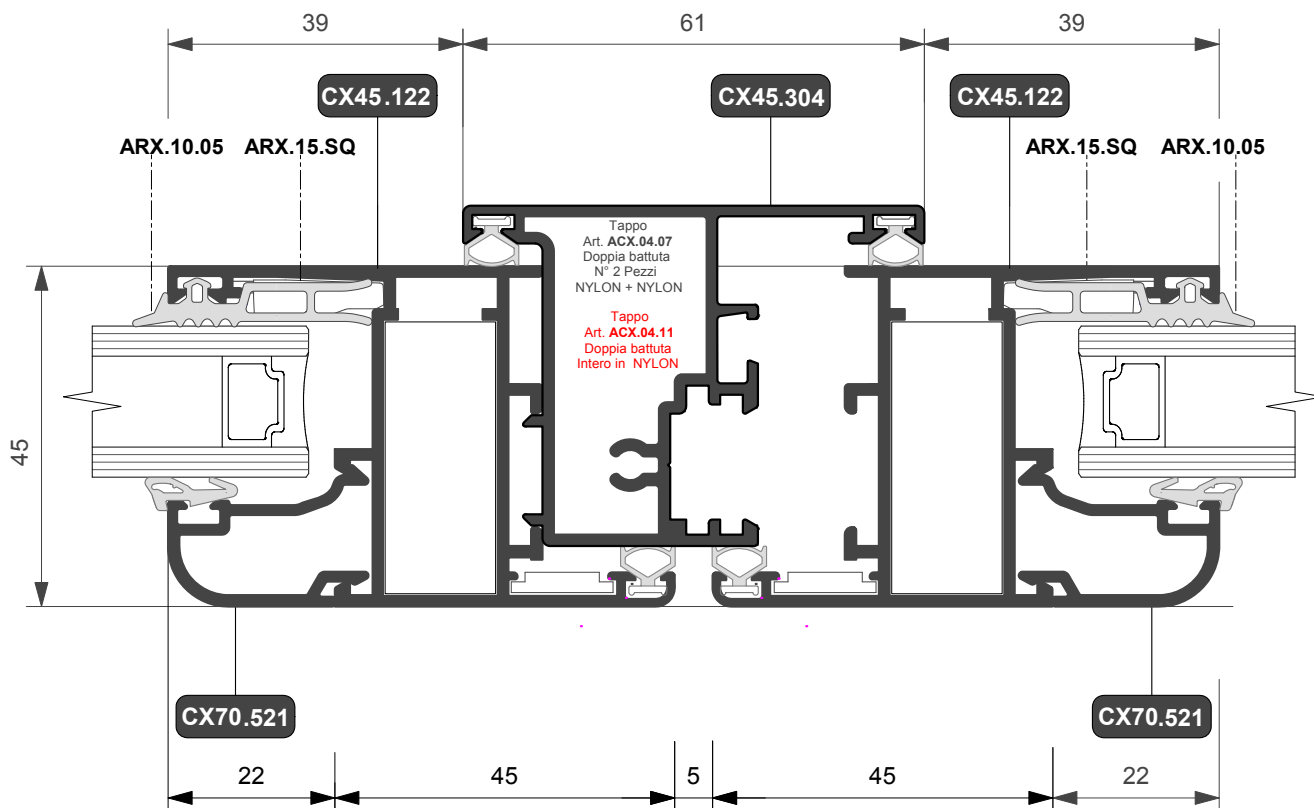 39
61
39
CX45.122
CX45.304
CX45.122
ARX.10.05
ARX.15.SQ
ARX.15.SQ
ARX.10.05
Tappo
Art. ACX.04.07
Doppia battuta
N° 2 Pezzi
NYLON + NYLON
Tappo
Art. ACX.04.11
Doppia battuta
Intero in NYLON
45
CX70.521
CX70.521
22
45
5
45
22